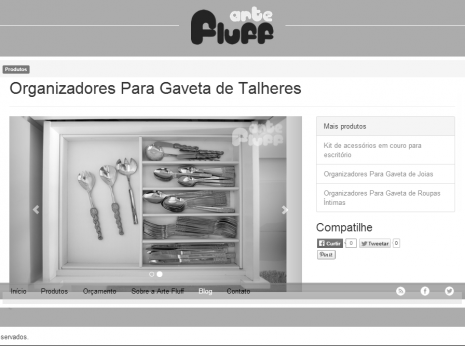 arte
Fluff
Produtos
Organizadores Para Gaveta de Talheres
arte
Fluff
Mais produtos
Kit de acessórios em couro para
escritório
Organizadores Para Gaveta de Joias
Organizadores Para Gaveta de Roupas
Íntimas
Compatilhe
Curtir 0 Tweetar 0
Pin it
Início Produtos Orçamento Sobre a Arte Fluff Blog Contato
servados.